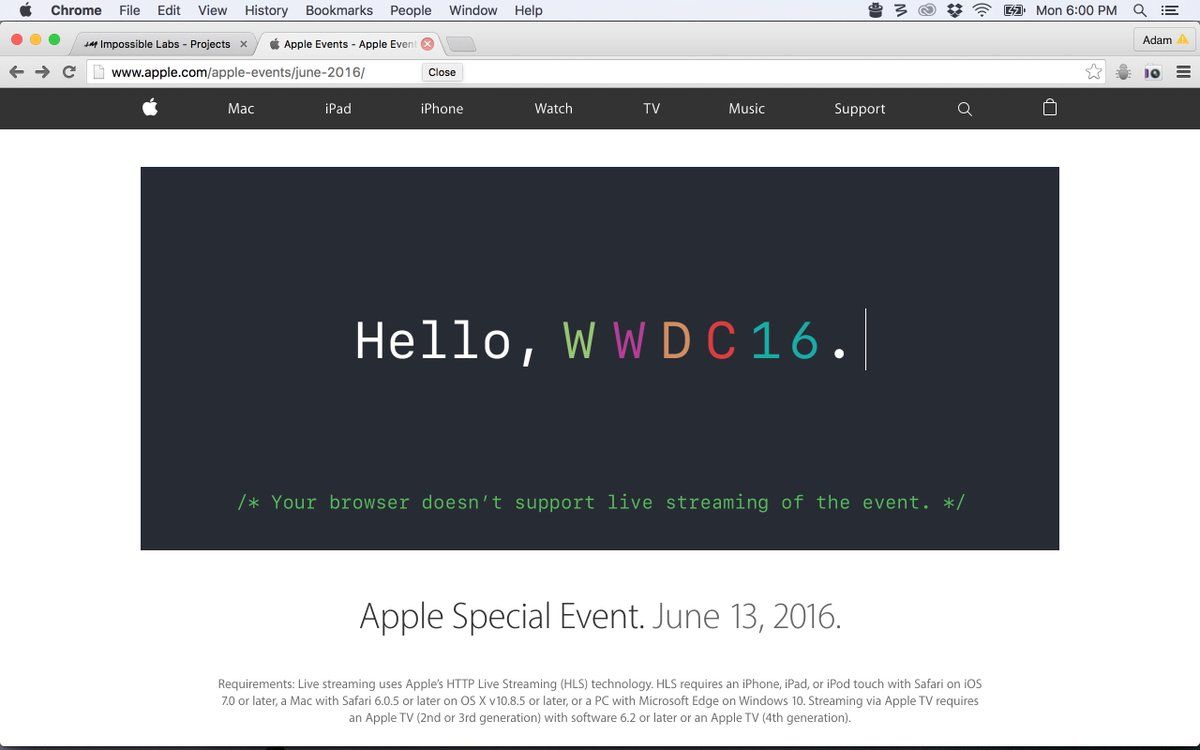 Chrome File Edit View History Bookmarks People Window Help Mon 6:00 PM
Impossible Labs - Projects Apple Events - Apple Event Adam
www.apple.com/apple-events/june-2016/ Close
Mac iPad iPhone Watch TV Music Support
Hello, WWDC16.
/* Your browser doesn’t support live streaming of the event. */
Apple Special Event. June 13, 2016.
Requirements: Live streaming uses Apple’s HTTP Live Streaming (HLS) technology. HLS requires an iPhone, iPad, or iPod touch with Safari on iOS
7.0 or later, a Mac with Safari 6.0.5 or later on OS X v10.8.5 or later, or a PC with Microsoft Edge on Windows 10. Streaming via Apple TV requires
an Apple TV (2nd or 3rd generation) with software 6.2 or later or an Apple TV (4th generation).